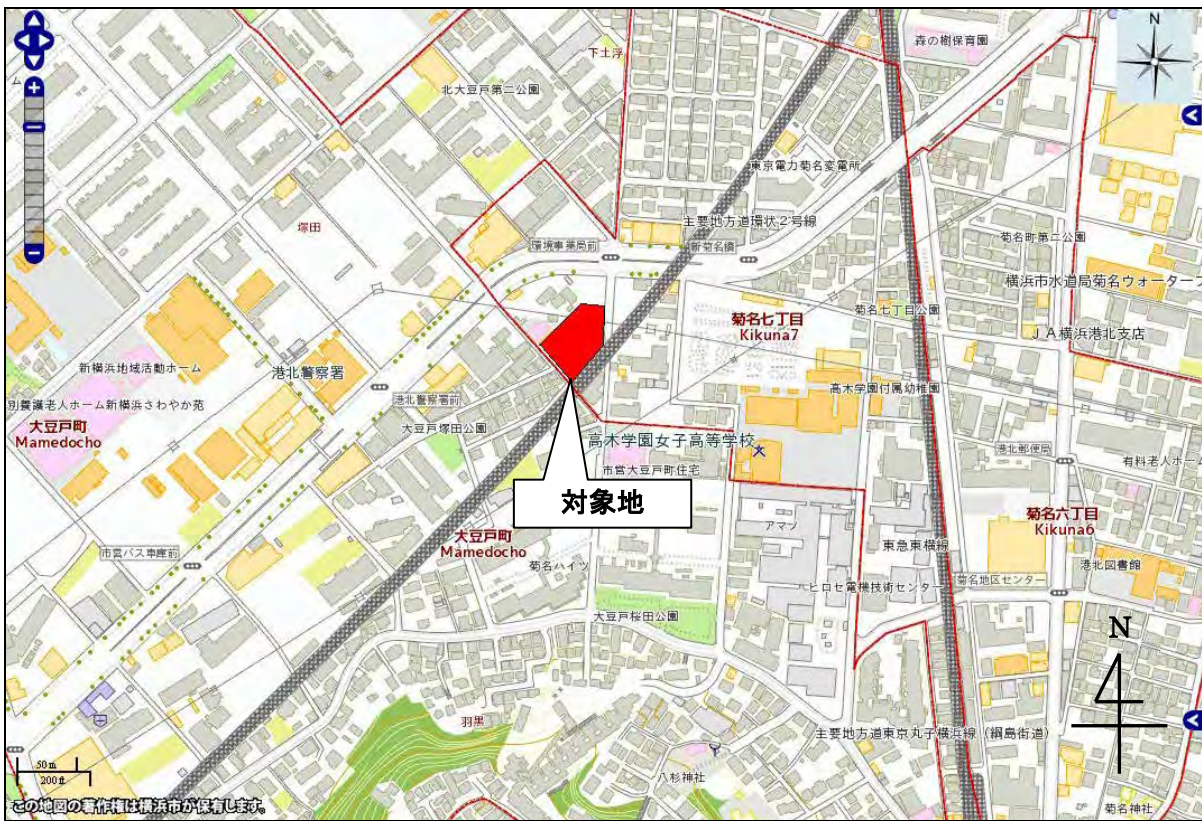 N
森の樹保育園
下土浮
北大豆戸第二公園
東京電力菊名変電所
主要地方道環状2号線
塚田
環境事業局前
新菊名橋
菊名町第二公園
横浜市水道局菊名ウォーター
菊名七丁目公園
菊名七丁目
Kikuna7
ＪＡ横浜港北支店
新横浜地域活動ホーム
港北警察署
高木学園付属幼稚園
別養護老人ホーム新横浜さわやか苑
港北警察署前
大豆戸町
Mamedocho
大豆戸塚田公園
高木学園女子高等学校
港北郵便局
有料老人ホーム
市営大豆戸町住宅
対象地
菊名六丁目
Kikuna6
アマノ
大豆戸町
Mamedocho
東急東横線
市営バス車庫前
菊名ハイツ
港北図書館
ヒロセ電機技術センター
菊名地区センター
大豆戸桜田公園
N
羽黒
主要地方道東京丸子横浜線（綱島街道）
50m
200ft
八杉神社
この地図の著作権は横浜市が保有します。
菊名神社